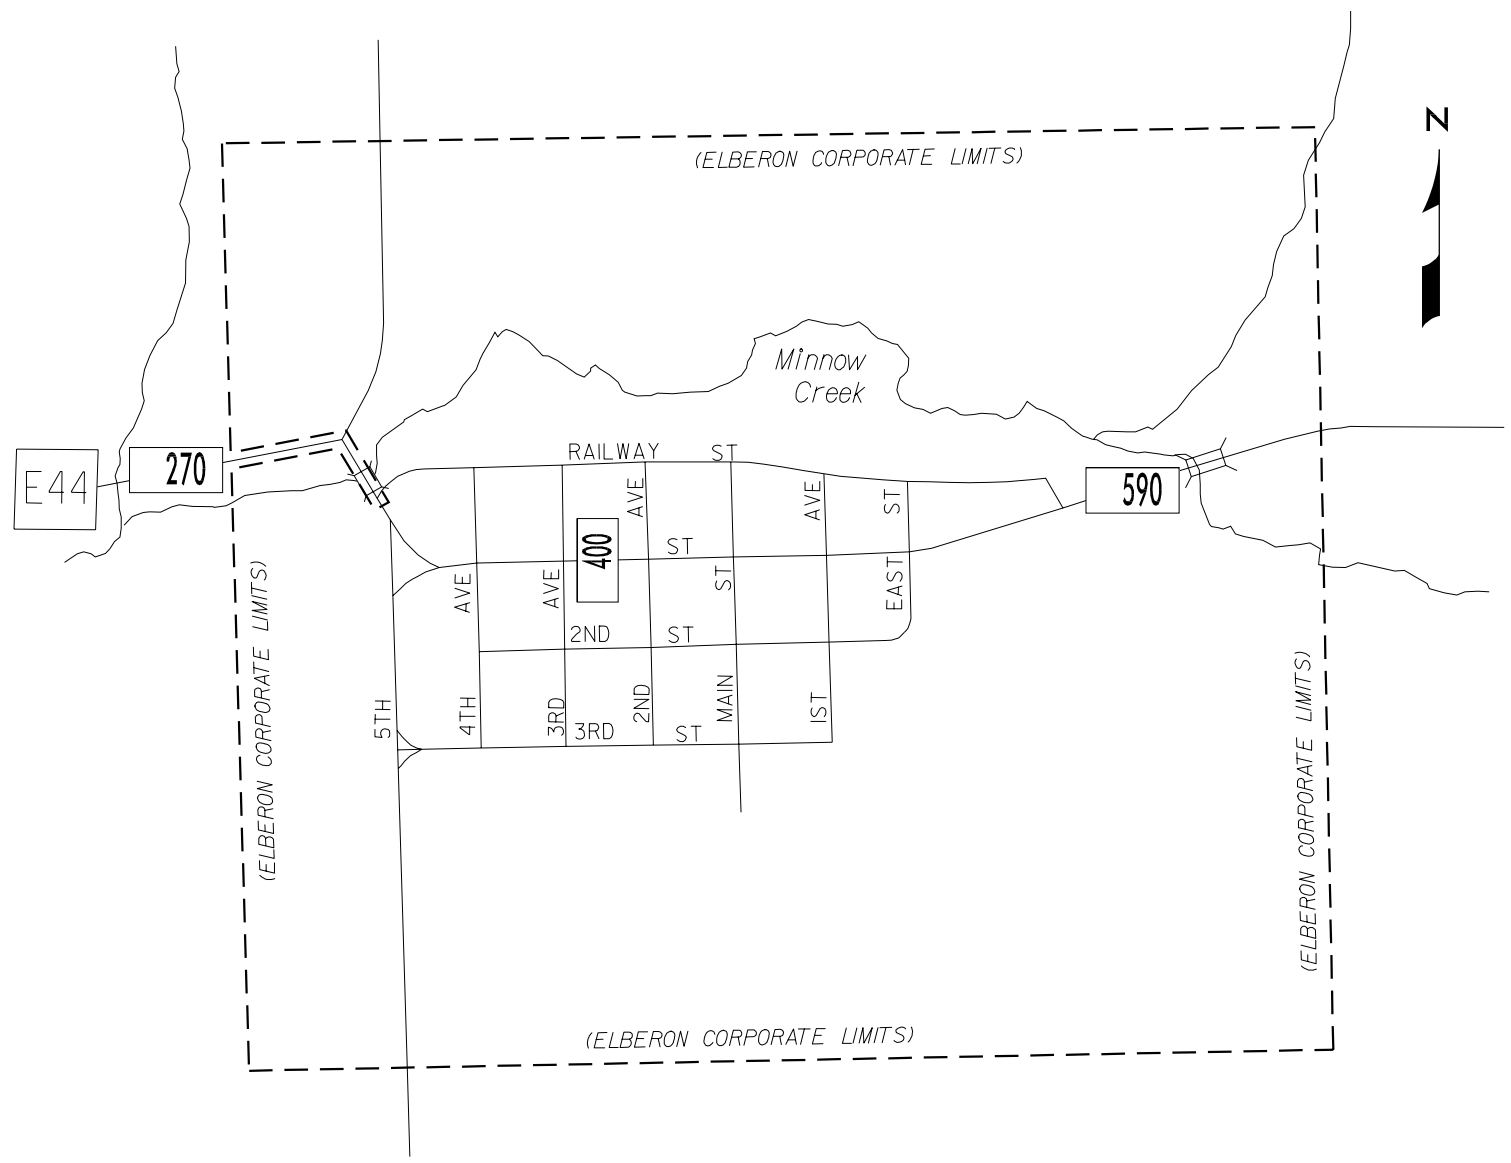 N
(ELBERON CORPORATE LIMITS)
Minnow
Creek
RAILWAY ST
E44
270
590
400
ST
AVE
AVE
ST
AVE
AVE
ST
EAST
2ND ST
5TH
4TH
3RD
2ND
MAIN
IST
3RD ST
(ELBERON CORPORATE LIMITS)
(ELBERON CORPORATE LIMITS)
(ELBERON CORPORATE LIMITS)